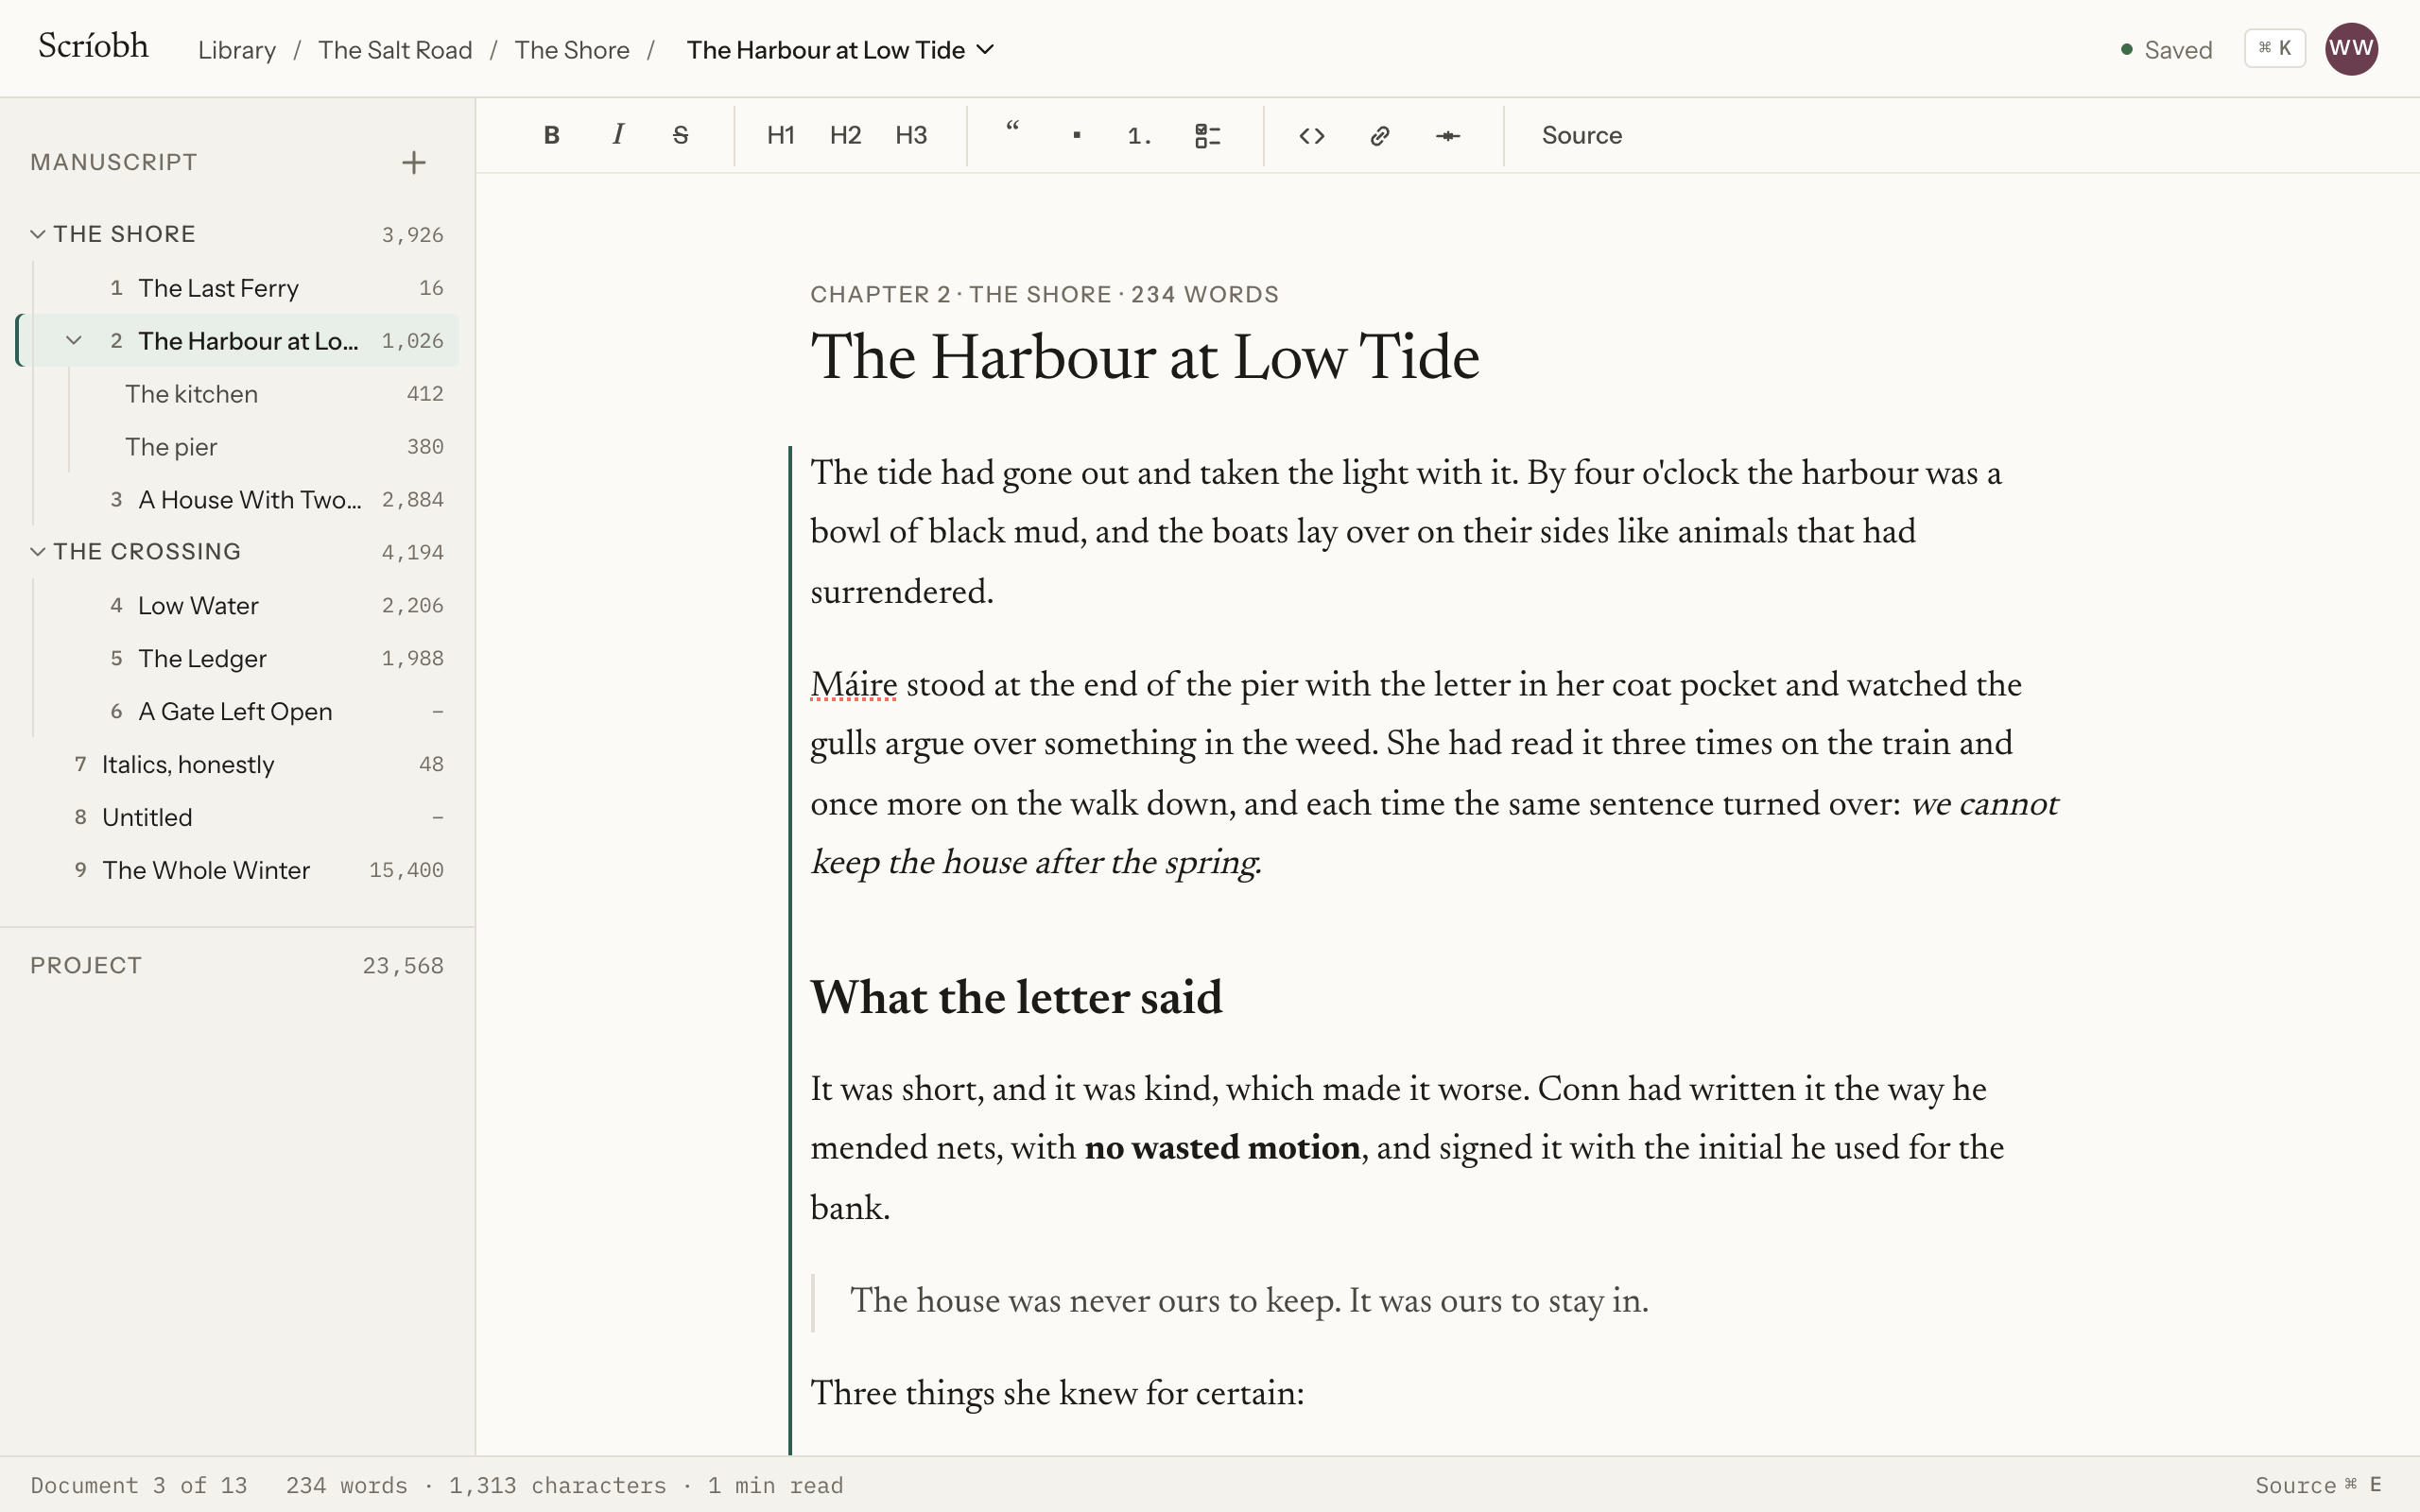 Scríobh
Library / The Salt Road / The Shore / The Harbour at Low Tide
Saved
⌘ K
WW
B I S H1 H2 H3 “ ▪ 1. <> Source
MANUSCRIPT
THE SHORE 3,926
1 The Last Ferry 16
2 The Harbour at Lo... 1,026
The kitchen 412
The pier 380
3 A House With Two... 2,884
THE CROSSING 4,194
4 Low Water 2,206
5 The Ledger 1,988
6 A Gate Left Open –
7 Italics, honestly 48
8 Untitled –
9 The Whole Winter 15,400
PROJECT 23,568
CHAPTER 2 · THE SHORE · 234 WORDS
The Harbour at Low Tide
The tide had gone out and taken the light with it. By four o'clock the harbour was a
bowl of black mud, and the boats lay over on their sides like animals that had
surrendered.
Máire stood at the end of the pier with the letter in her coat pocket and watched the
gulls argue over something in the weed. She had read it three times on the train and
once more on the walk down, and each time the same sentence turned over: we cannot
keep the house after the spring.
What the letter said
It was short, and it was kind, which made it worse. Conn had written it the way he
mended nets, with no wasted motion, and signed it with the initial he used for the
bank.
The house was never ours to keep. It was ours to stay in.
Three things she knew for certain:
Document 3 of 13 234 words · 1,313 characters · 1 min read
Source ⌘ E